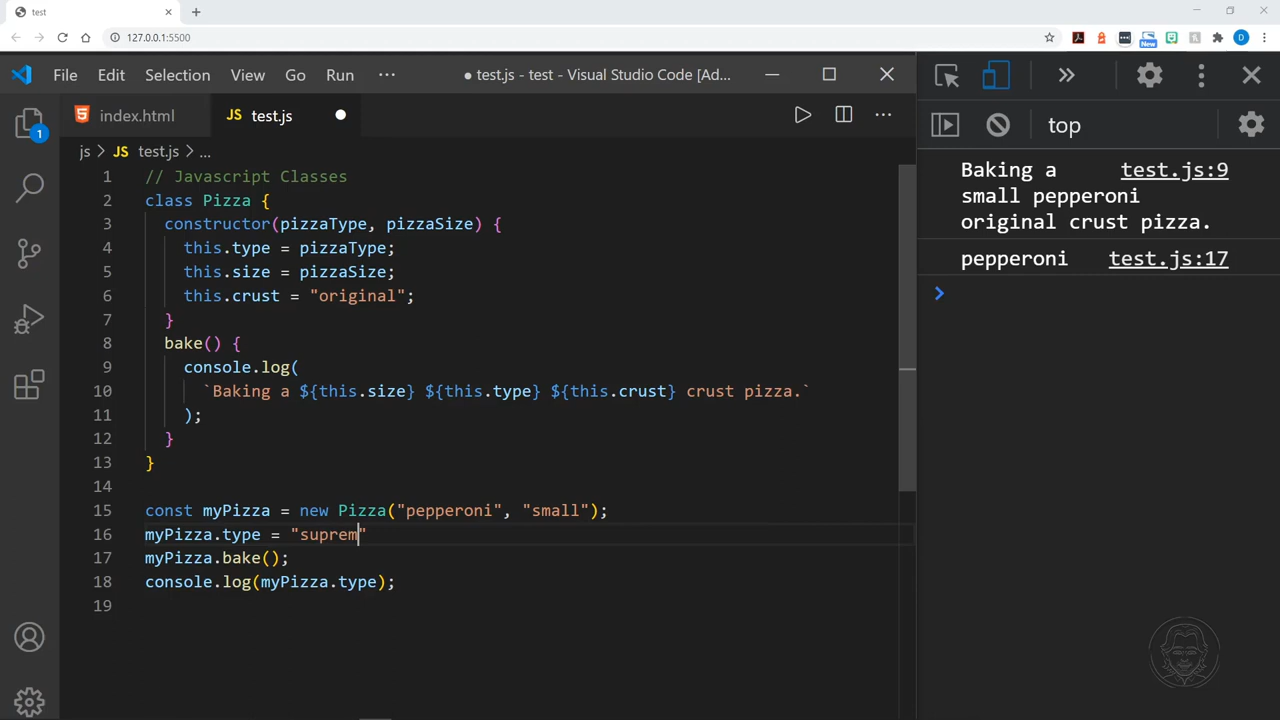 test
127.0.0.1:5500
New
D
File Edit Selection View Go Run ···
● test.js - test - Visual Studio Code [Ad...
index.html
JS test.js
js > JS test.js > ...
1
1 // Javascript Classes
2 class Pizza {
3 constructor(pizzaType, pizzaSize) {
4 this.type = pizzaType;
5 this.size = pizzaSize;
6 this.crust = "original";
7 }
8 bake() {
9 console.log(
10 `Baking a ${this.size} ${this.type} ${this.crust} crust pizza.`
11 );
12 }
13 }
14
15 const myPizza = new Pizza("pepperoni", "small");
16 myPizza.type = "suprem"
17 myPizza.bake();
18 console.log(myPizza.type);
19
top
Baking a test.js:9
small pepperoni
original crust pizza.
pepperoni test.js:17